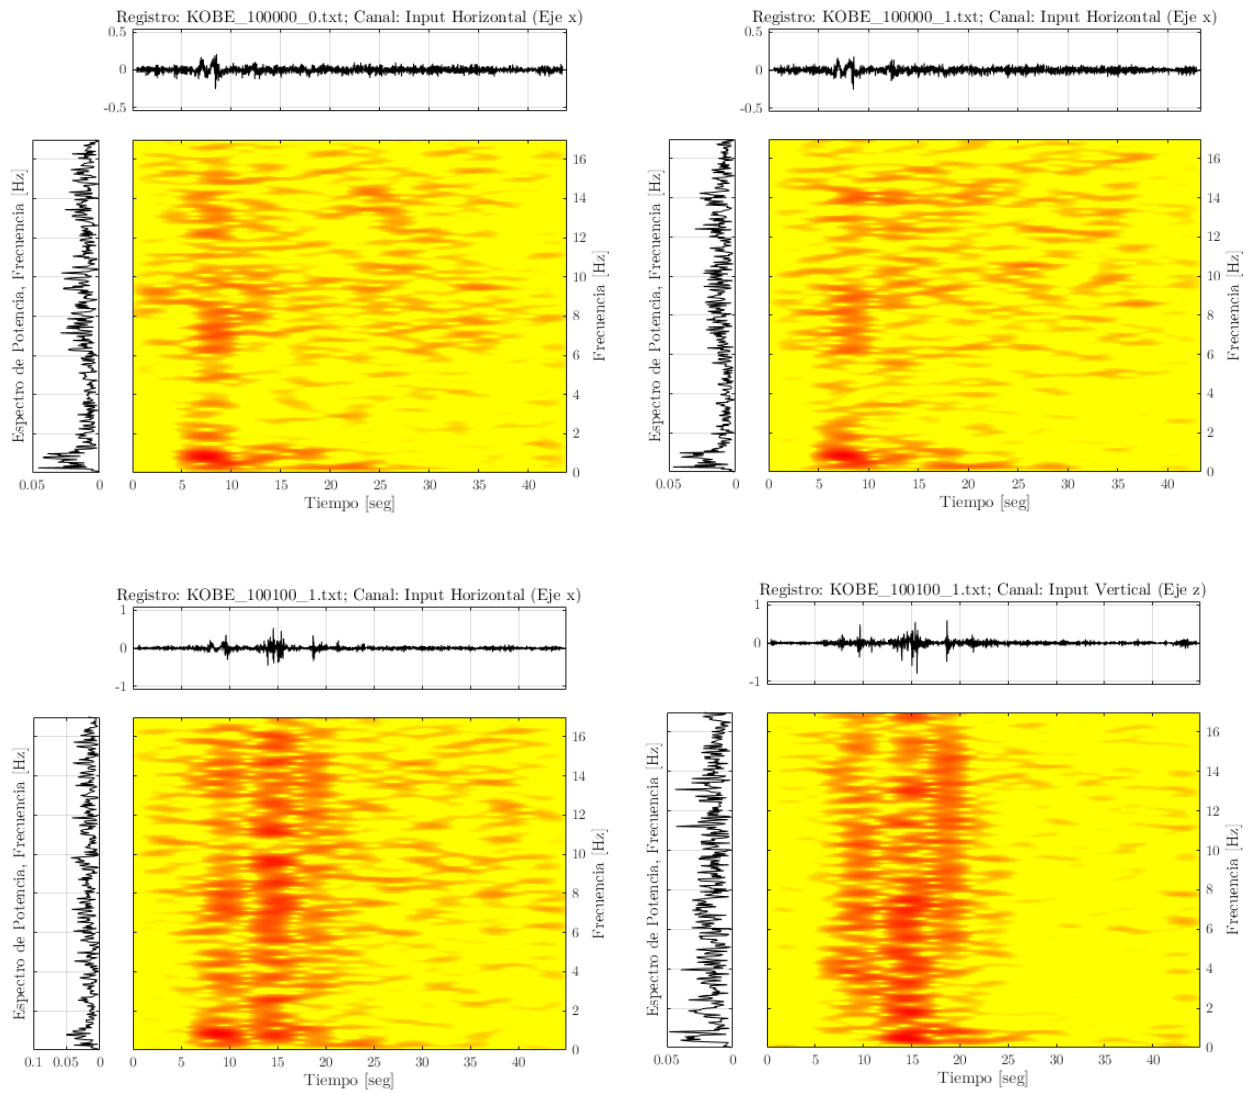 Registro: KOBE_100000_0.txt; Canal: Input Horizontal (Eje x)
0.5
0
-0.5
Espectro de Potencia, Frecuencia [Hz]
0.05 0
16
14
12
10
8
6
4
2
0
Frecuencia [Hz]
0 5 10 15 20 25 30 35 40
Tiempo [seg]
Registro: KOBE_100000_1.txt; Canal: Input Horizontal (Eje x)
0.5
0
-0.5
Espectro de Potencia, Frecuencia [Hz]
0.05 0
16
14
12
10
8
6
4
2
0
Frecuencia [Hz]
0 5 10 15 20 25 30 35 40
Tiempo [seg]
Registro: KOBE_100100_1.txt; Canal: Input Horizontal (Eje x)
1
0
-1
Espectro de Potencia, Frecuencia [Hz]
0.1 0.05 0
16
14
12
10
8
6
4
2
0
Frecuencia [Hz]
0 5 10 15 20 25 30 35 40
Tiempo [seg]
Registro: KOBE_100100_1.txt; Canal: Input Vertical (Eje z)
1
0
-1
Espectro de Potencia, Frecuencia [Hz]
0.05 0
16
14
12
10
8
6
4
2
0
Frecuencia [Hz]
0 5 10 15 20 25 30 35 40
Tiempo [seg]